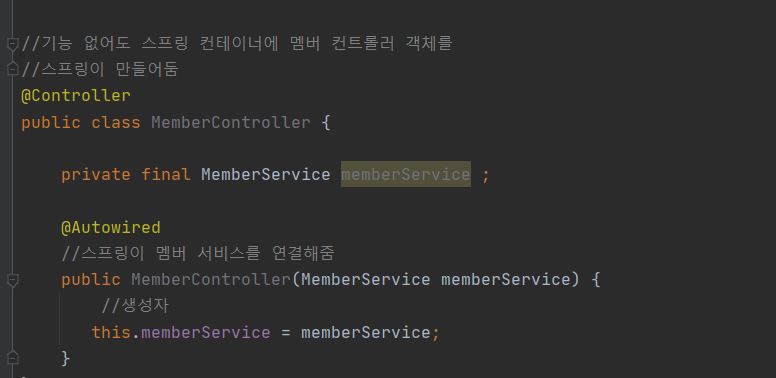 //기능 없어도 스프링 컨테이너에 멤버 컨트롤러 객체를
//스프링이 만들어둠
@Controller
public class MemberController {
private final MemberService memberService ;
@Autowired
//스프링이 멤버 서비스를 연결해줌
public MemberController(MemberService memberService) {
//생성자
this.memberService = memberService;
}